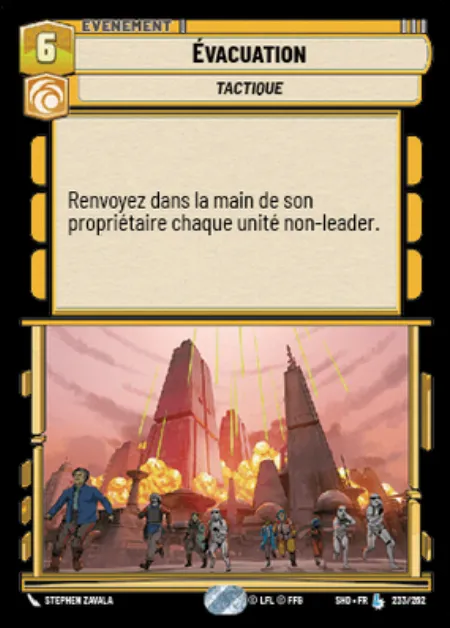 ÉVÉNEMENT
6
ÉVACUATION
TACTIQUE
Renvoyez dans la main de son
propriétaire chaque unité non-leader.
STEPHEN ZAVALA
© LFL © FFG
SHD • FR
233/262